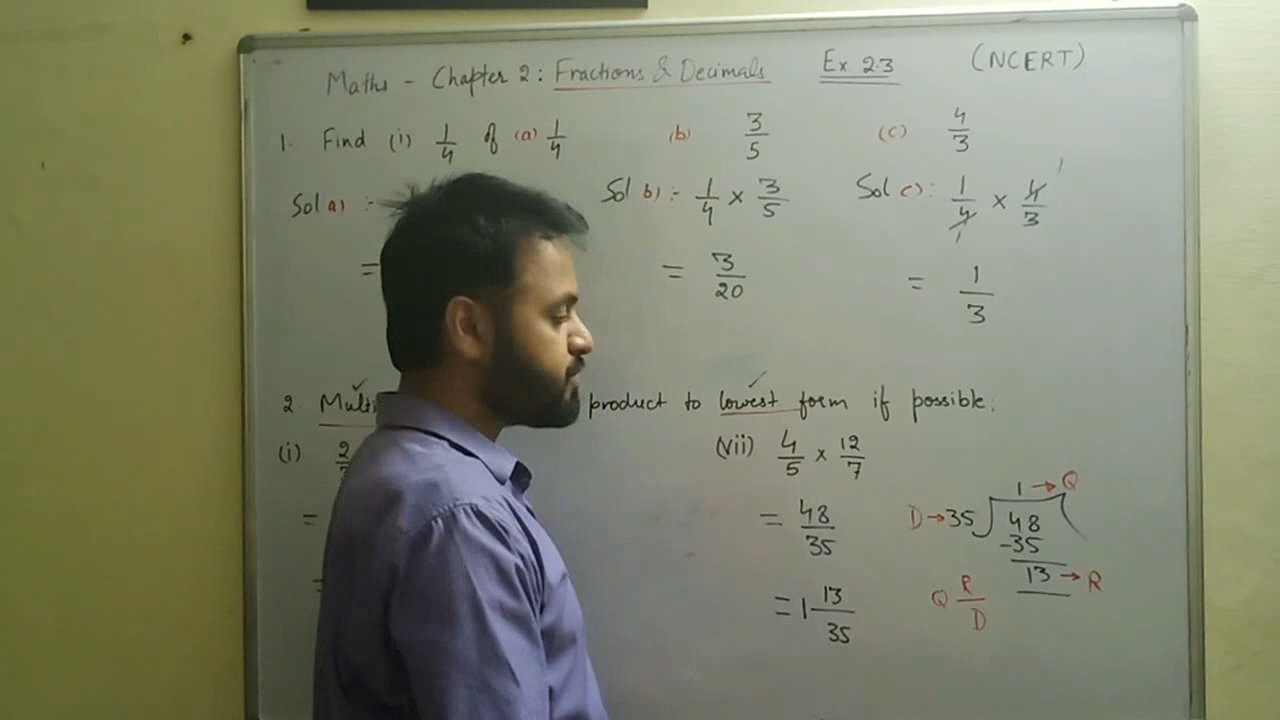 Maths - Chapter 2 : Fractions & Decimals Ex 2.3 (NCERT)
1. Find (i) 1/4 of (a) 1/4 (b) 3/5 (c) 4/3
Sol a) :- Sol b) :- 1/4 × 3/5 Sol c) : 1/4 × 4/3 1 1
= = 3/20 = 1/3
2. product to lowest form if possible.
(i) (vii) 4/5 × 12/7
= = 48/35
= = 1 13/35
1 → Q
D → 35 48
-35
13 → R
Q R/D